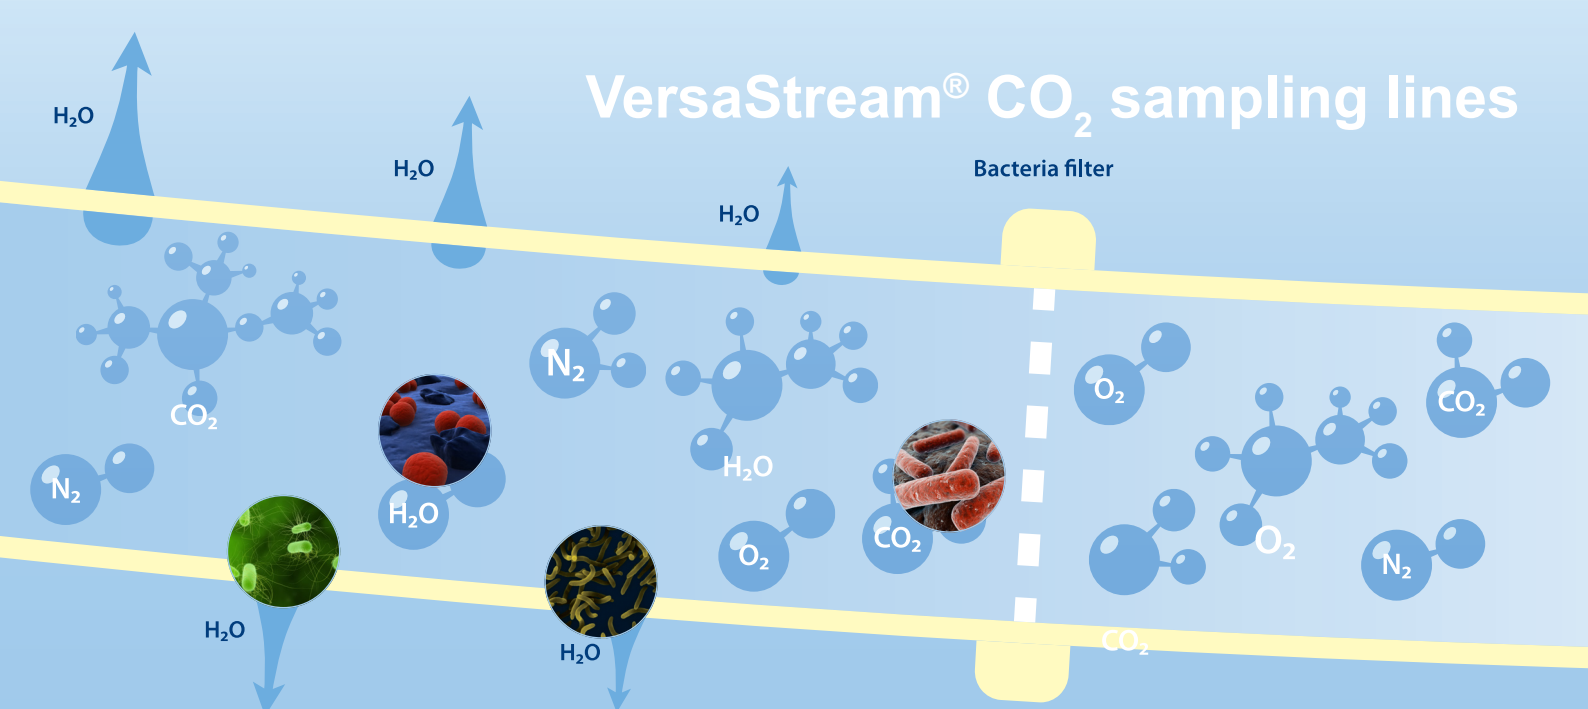 VersaStream® CO₂ sampling lines
H₂O
H₂O
Bacteria filter
H₂O
N₂
O₂
CO₂
CO₂
H₂O
N₂
H₂O
CO₂
O₂
O₂
N₂
H₂O
CO₂
H₂O